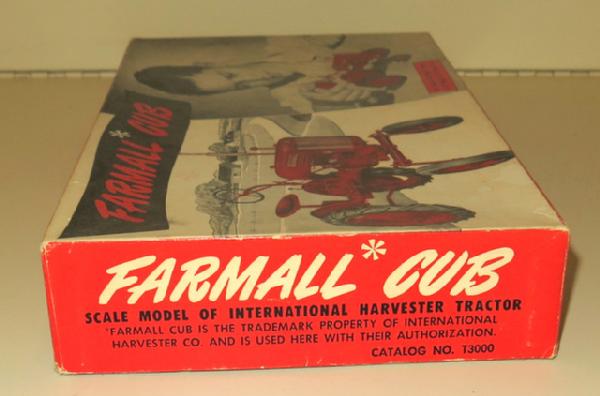 FARMALL* CUB
FARMALL* CUB
SCALE MODEL OF INTERNATIONAL HARVESTER TRACTOR
*FARMALL CUB IS THE TRADEMARK PROPERTY OF INTERNATIONAL
HARVESTER CO. AND IS USED HERE WITH THEIR AUTHORIZATION.
CATALOG NO. T3000